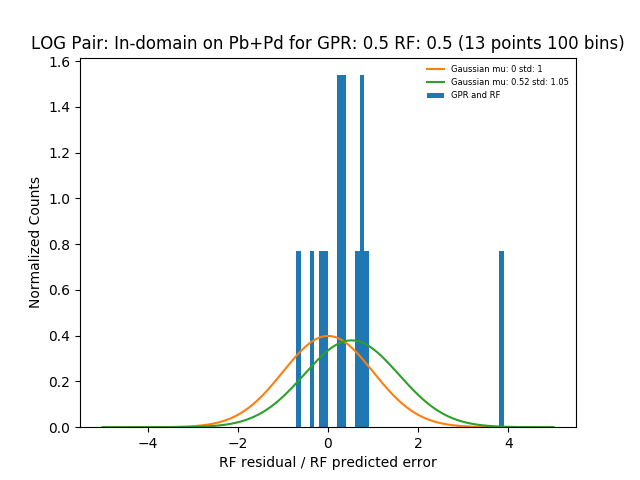 LOG Pair: In-domain on Pb+Pd for GPR: 0.5 RF: 0.5 (13 points 100 bins)
Gaussian mu: 0 std: 1
Gaussian mu: 0.52 std: 1.05
GPR and RF
Normalized Counts
1.6
1.4
1.2
1.0
0.8
0.6
0.4
0.2
0.0
−4
−2
0
2
4
RF residual / RF predicted error